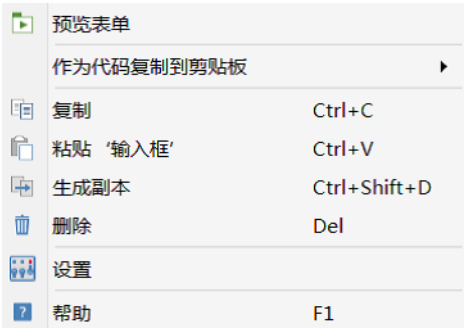 预览表单
作为代码复制到剪贴板
复制 Ctrl+C
粘贴‘输入框’ Ctrl+V
生成副本 Ctrl+Shift+D
删除 Del
设置
帮助 F1